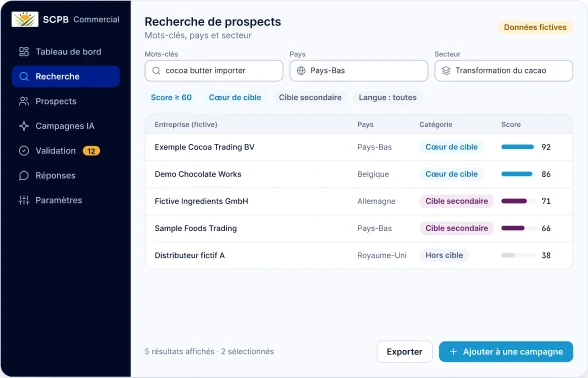 SCPB Commercial
Tableau de bord
Recherche
Prospects
Campagnes IA
Validation 12
Réponses
Paramètres
Recherche de prospects
Mots-clés, pays et secteur
Données fictives
Mots-clés Pays Secteur
cocoa butter importer Pays-Bas Transformation du cacao
Score ≥ 60 Cœur de cible Cible secondaire Langue : toutes
Entreprise (fictive) Pays Catégorie Score
Exemple Cocoa Trading BV Pays-Bas Cœur de cible 92
Demo Chocolate Works Belgique Cœur de cible 86
Fictive Ingredients GmbH Allemagne Cible secondaire 71
Sample Foods Trading Pays-Bas Cible secondaire 66
Distributeur fictif A Royaume-Uni Hors cible 38
5 résultats affichés · 2 sélectionnés
Exporter
+ Ajouter à une campagne